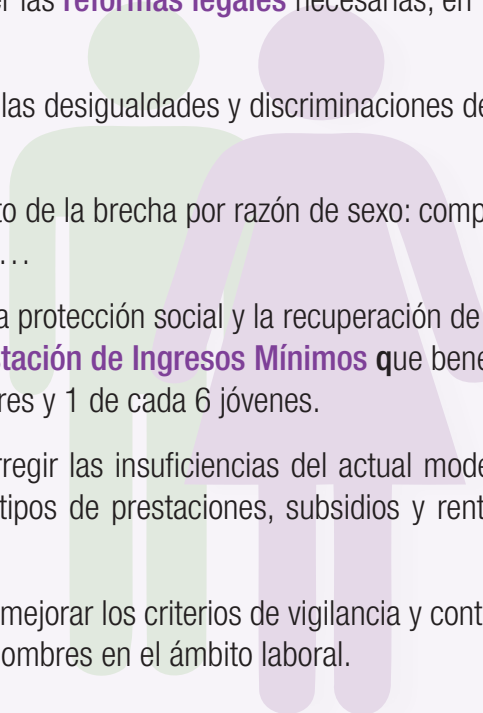 er las reformas legales necesarias, en
las desigualdades y discriminaciones de
to de la brecha por razón de sexo: comp
…
a protección social y la recuperación de
stación de Ingresos Mínimos que bene
res y 1 de cada 6 jóvenes.
rregir las insuficiencias del actual mode
tipos de prestaciones, subsidios y rent
mejorar los criterios de vigilancia y cont
ombres en el ámbito laboral.